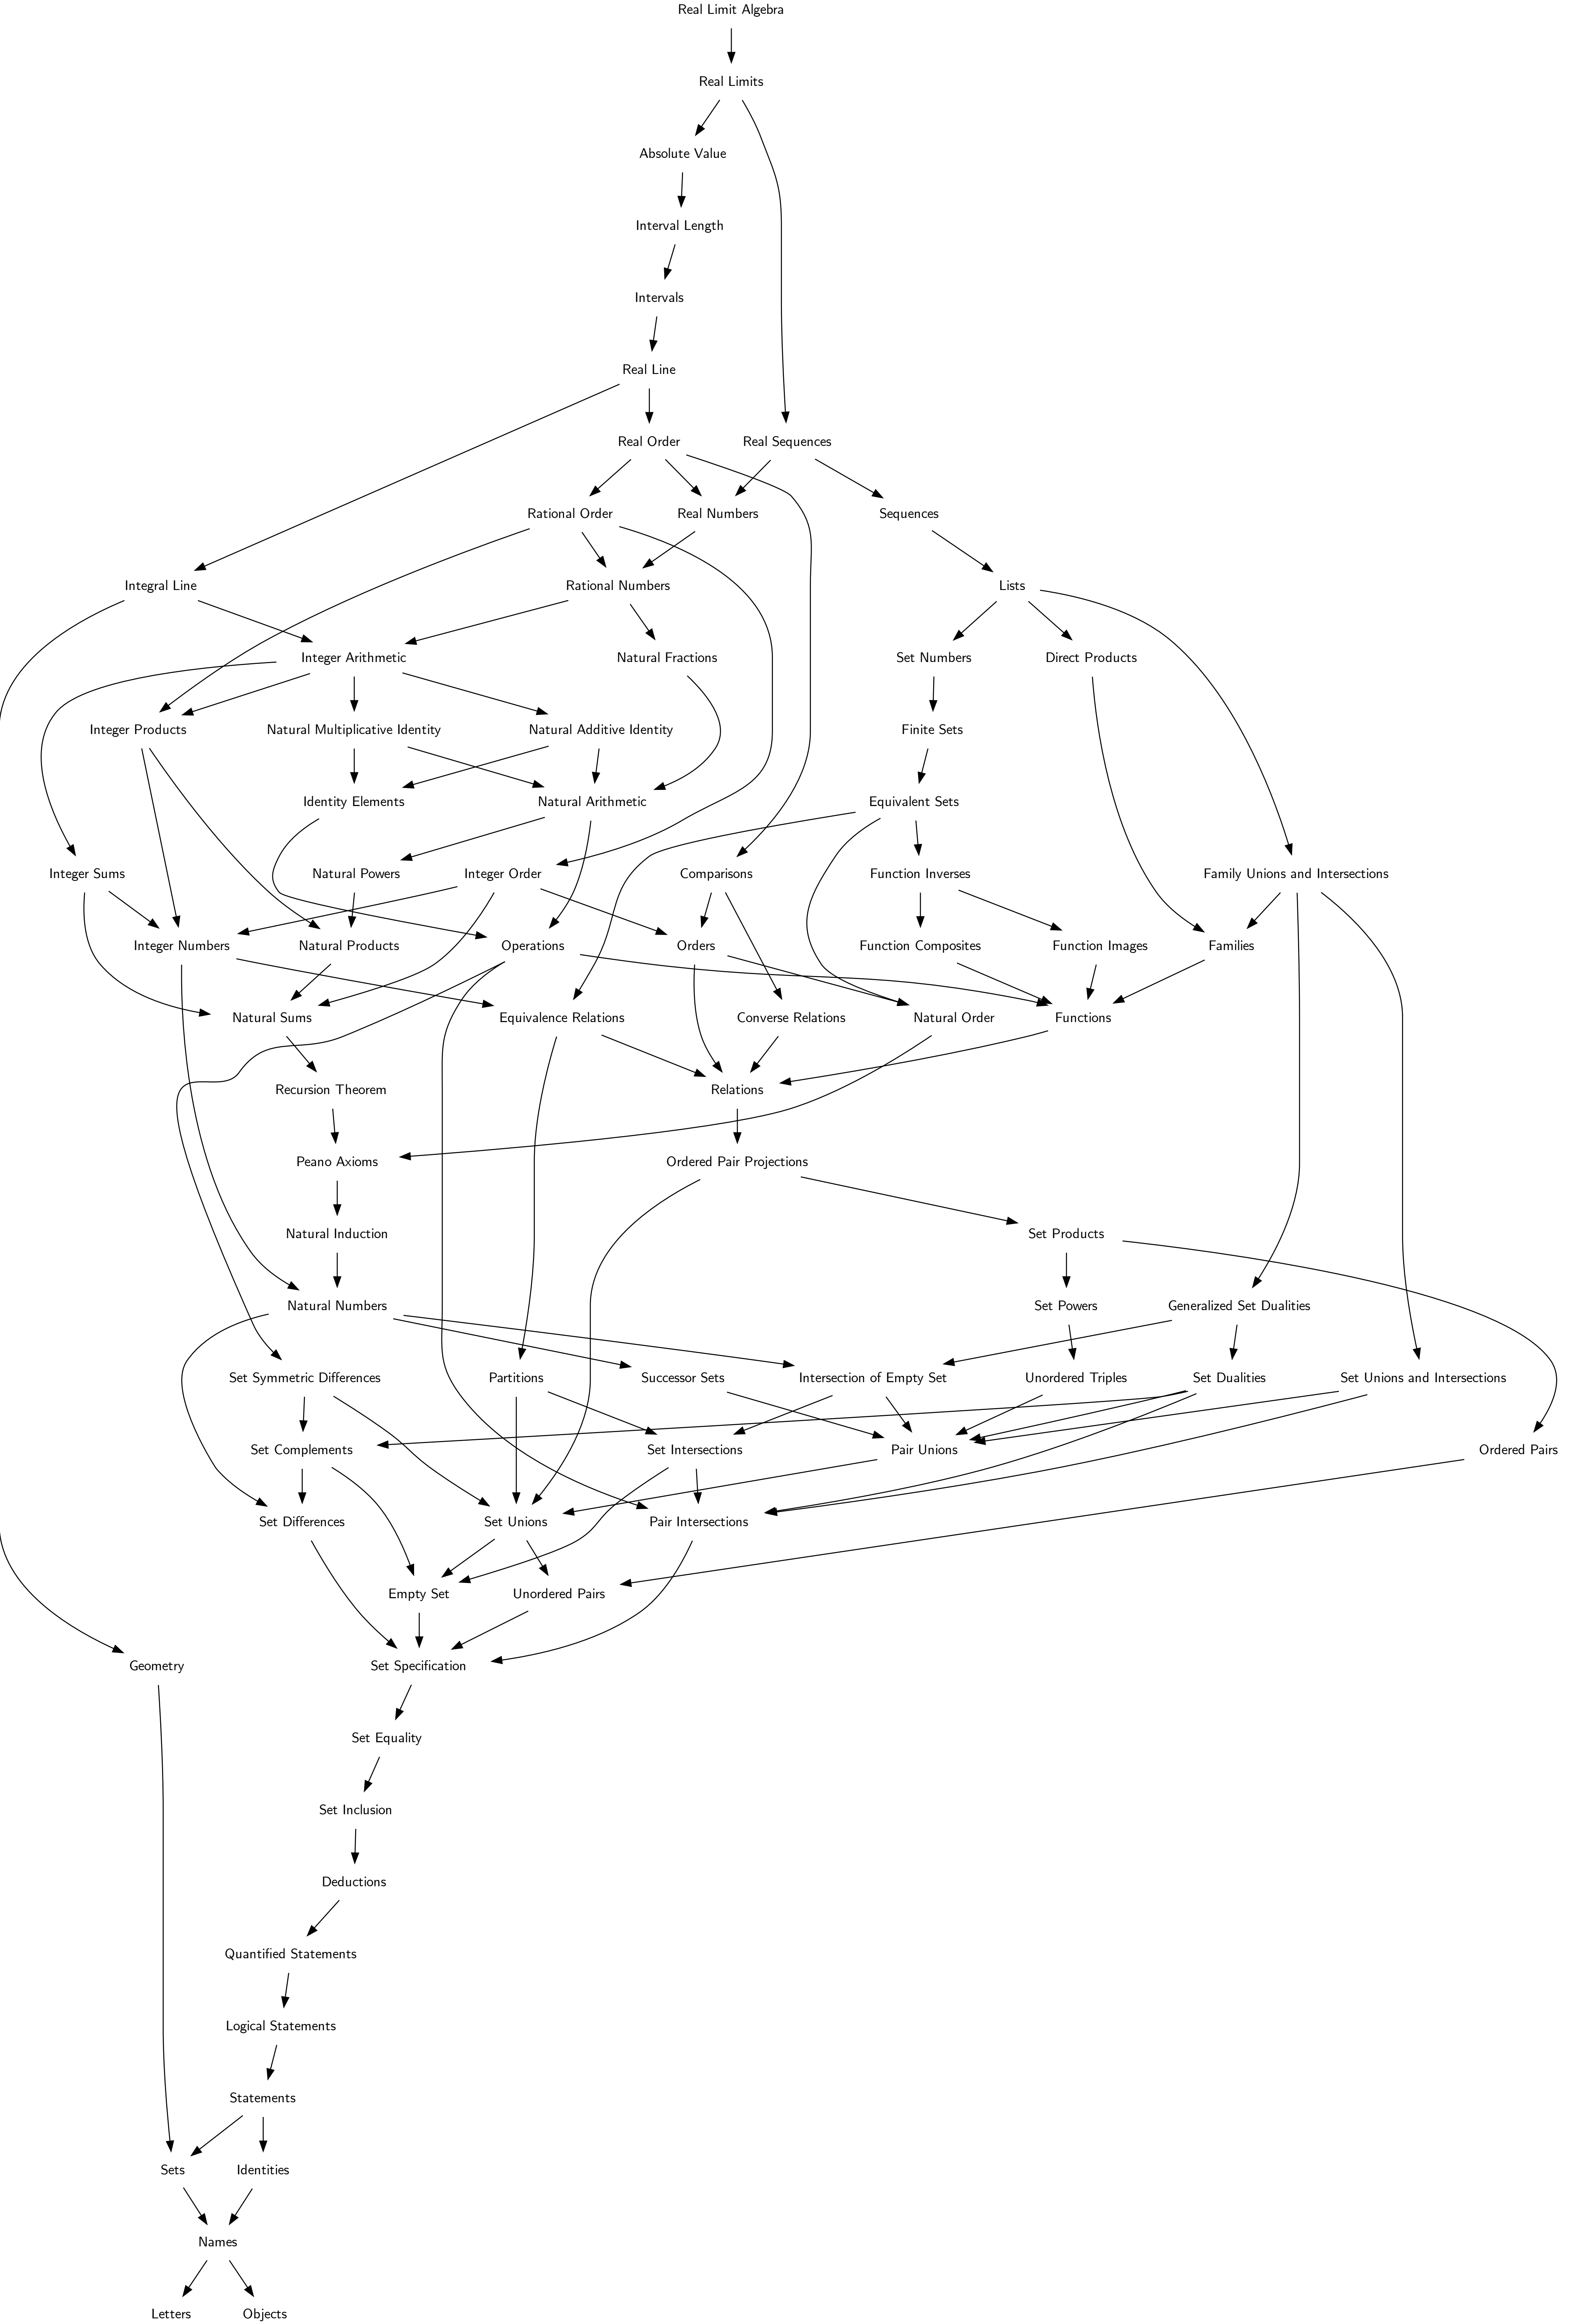 Real Limit Algebra
Real Limits
Absolute Value
Interval Length
Intervals
Real Line
Real Order
Real Sequences
Rational Order
Real Numbers
Sequences
Integral Line
Rational Numbers
Lists
Integer Arithmetic
Natural Fractions
Set Numbers
Direct Products
Integer Products
Natural Multiplicative Identity
Natural Additive Identity
Finite Sets
Identity Elements
Natural Arithmetic
Equivalent Sets
Integer Sums
Natural Powers
Integer Order
Comparisons
Function Inverses
Family Unions and Intersections
Integer Numbers
Natural Products
Operations
Orders
Function Composites
Function Images
Families
Natural Sums
Equivalence Relations
Converse Relations
Natural Order
Functions
Recursion Theorem
Relations
Peano Axioms
Ordered Pair Projections
Natural Induction
Set Products
Natural Numbers
Set Powers
Generalized Set Dualities
Set Symmetric Differences
Partitions
Successor Sets
Intersection of Empty Set
Unordered Triples
Set Dualities
Set Unions and Intersections
Set Complements
Set Intersections
Pair Unions
Ordered Pairs
Set Differences
Set Unions
Pair Intersections
Empty Set
Unordered Pairs
Geometry
Set Specification
Set Equality
Set Inclusion
Deductions
Quantified Statements
Logical Statements
Statements
Sets
Identities
Names
Letters
Objects